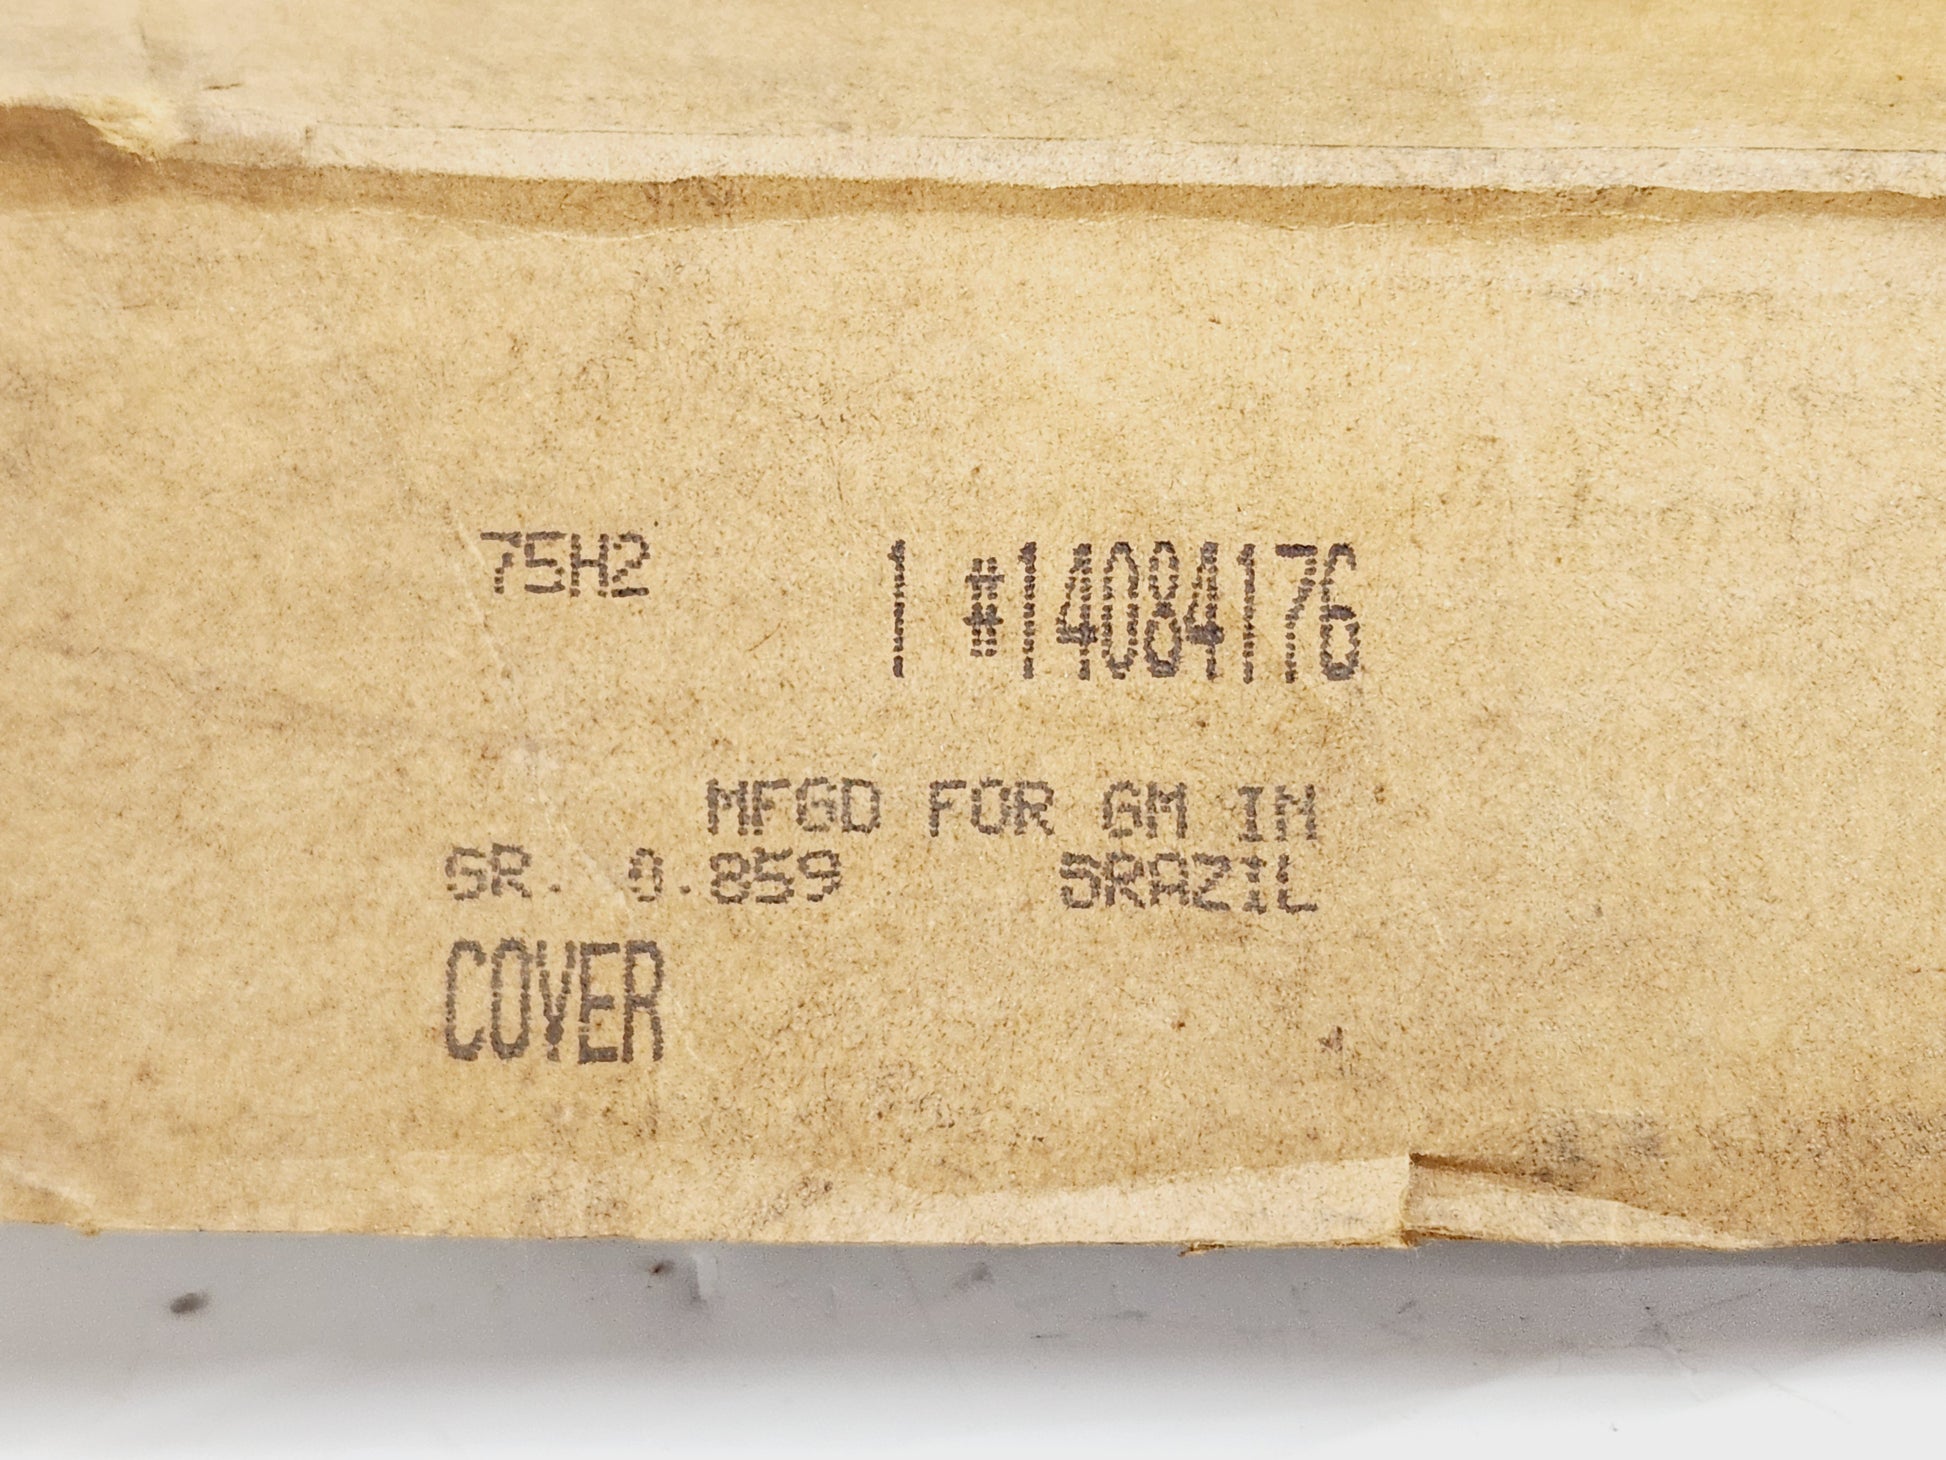 75H2 1 #14084176
MFGD FOR GM IN
GR. 0.859 BRAZIL
COVER